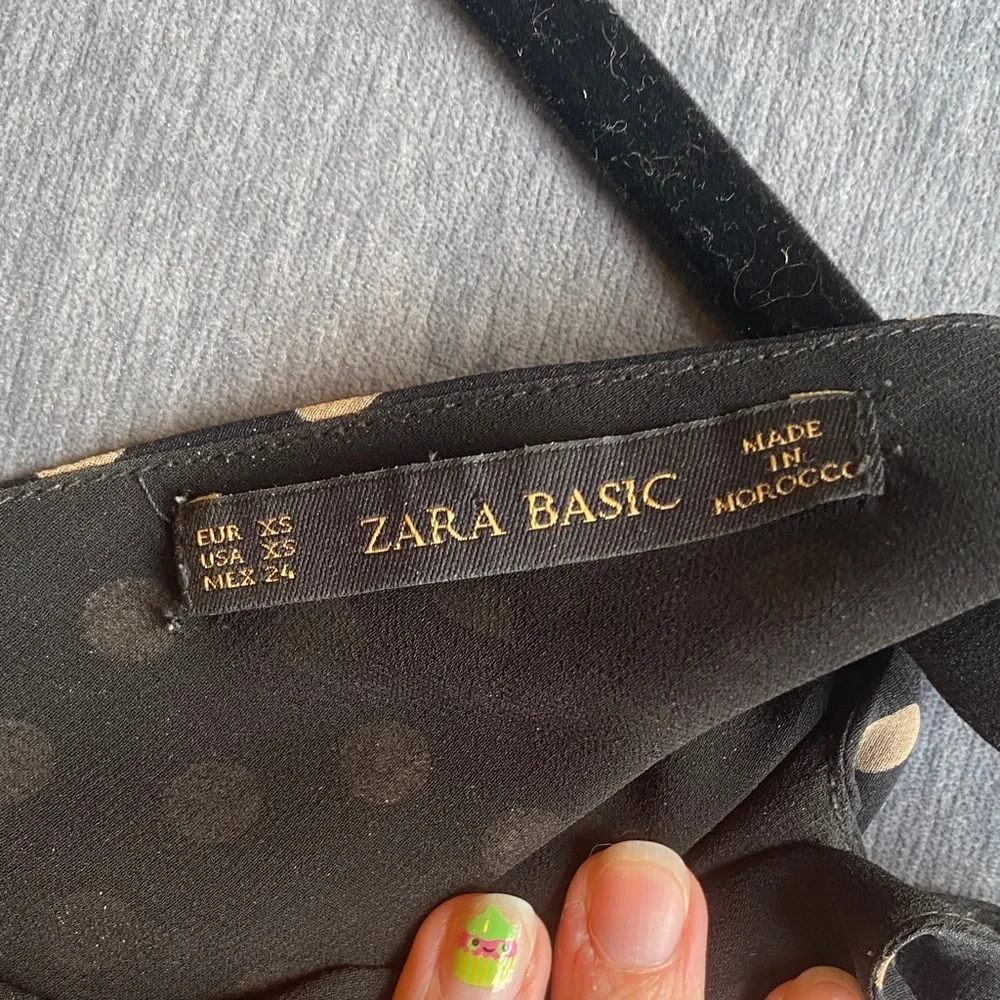 EUR XS
USA XS
MEX 24
ZARA BASIC
MADE
IN
MOROCCO